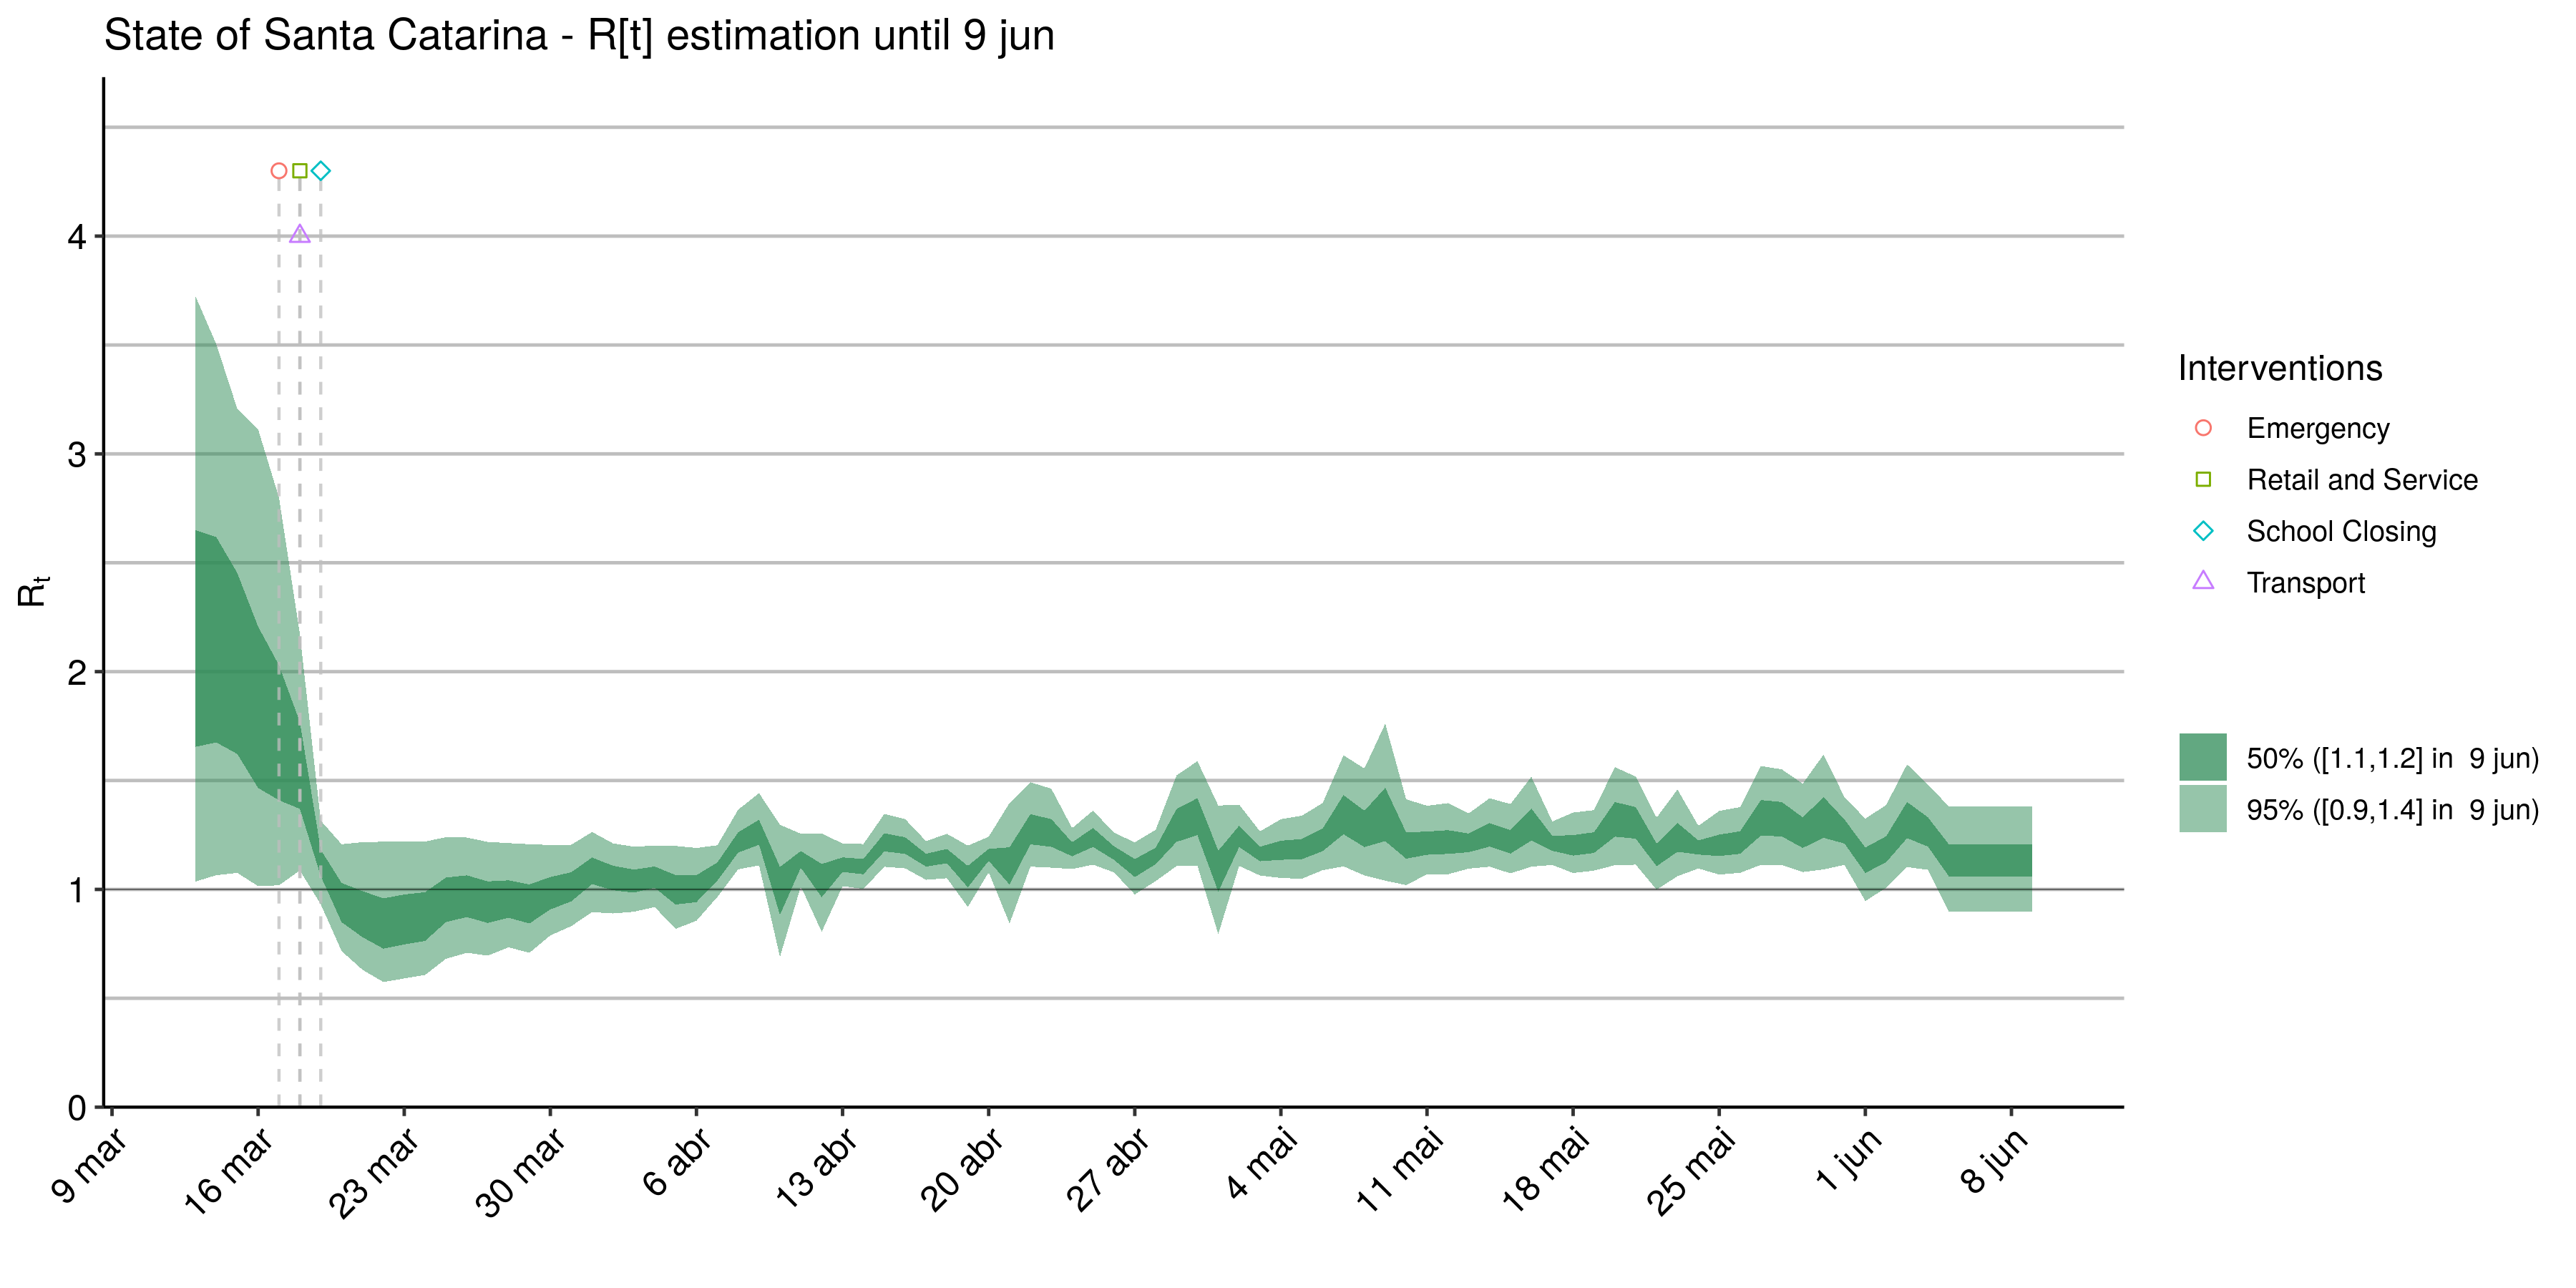 State of Santa Catarina - R[t] estimation until 9 jun
Rt
4
3
2
1
0
9 mar
16 mar
23 mar
30 mar
6 abr
13 abr
20 abr
27 abr
4 mai
11 mai
18 mai
25 mai
1 jun
8 jun
Interventions
Emergency
Retail and Service
School Closing
Transport
50% ([1.1,1.2] in  9 jun)
95% ([0.9,1.4] in  9 jun)